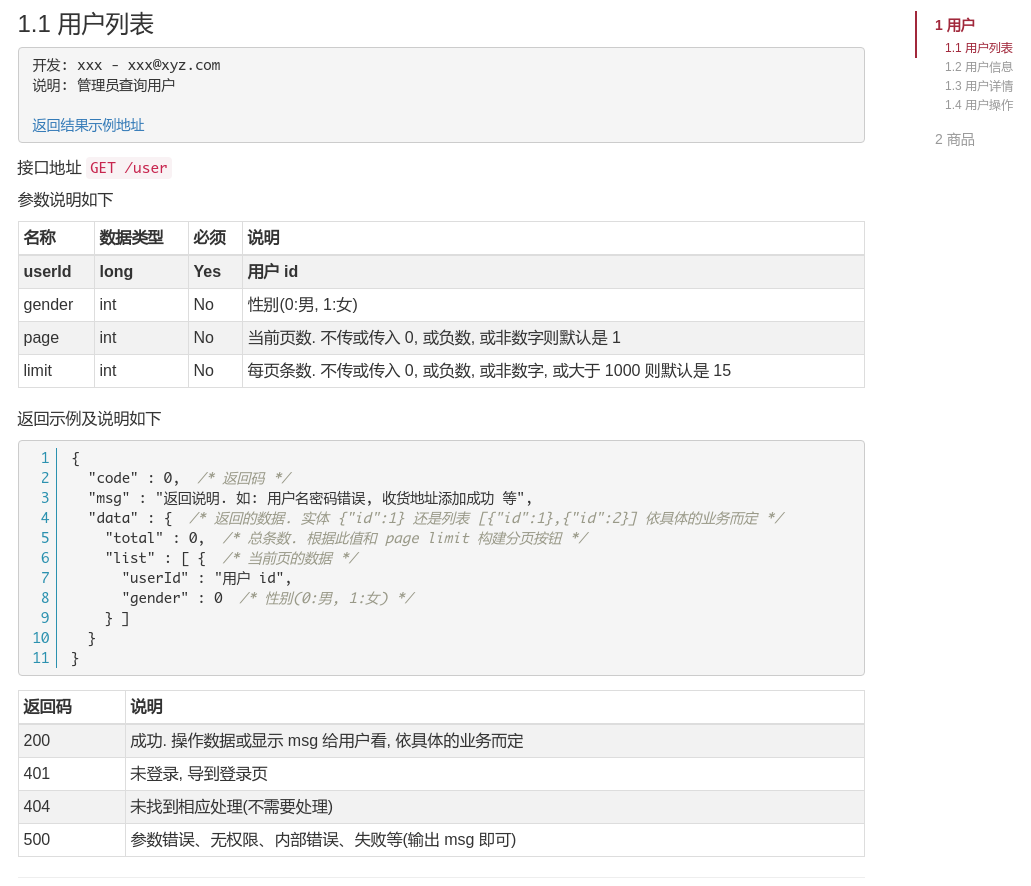 1.1 用户列表
开发: xxx - xxx@xyz.com
说明: 管理员查询用户
返回结果示例地址
接口地址 GET /user
参数说明如下
名称 数据类型 必须 说明
userId long Yes 用户 id
gender int No 性别(0:男, 1:女)
page int No 当前页数. 不传或传入 0, 或负数, 或非数字则默认是 1
limit int No 每页条数. 不传或传入 0, 或负数, 或非数字, 或大于 1000 则默认是 15
返回示例及说明如下
1 {
2 "code" : 0, /* 返回码 */
3 "msg" : "返回说明. 如: 用户名密码错误, 收货地址添加成功 等",
4 "data" : { /* 返回的数据. 实体 {"id":1} 还是列表 [{"id":1},{"id":2}] 依具体的业务而定 */
5 "total" : 0, /* 总条数. 根据此值和 page limit 构建分页按钮 */
6 "list" : [ { /* 当前页的数据 */
7 "userId" : "用户 id",
8 "gender" : 0 /* 性别(0:男, 1:女) */
9 } ]
10 }
11 }
返回码 说明
200 成功. 操作数据或显示 msg 给用户看, 依具体的业务而定
401 未登录, 导到登录页
404 未找到相应处理(不需要处理)
500 参数错误、无权限、内部错误、失败等(输出 msg 即可)
1 用户
1.1 用户列表
1.2 用户信息
1.3 用户详情
1.4 用户操作
2 商品